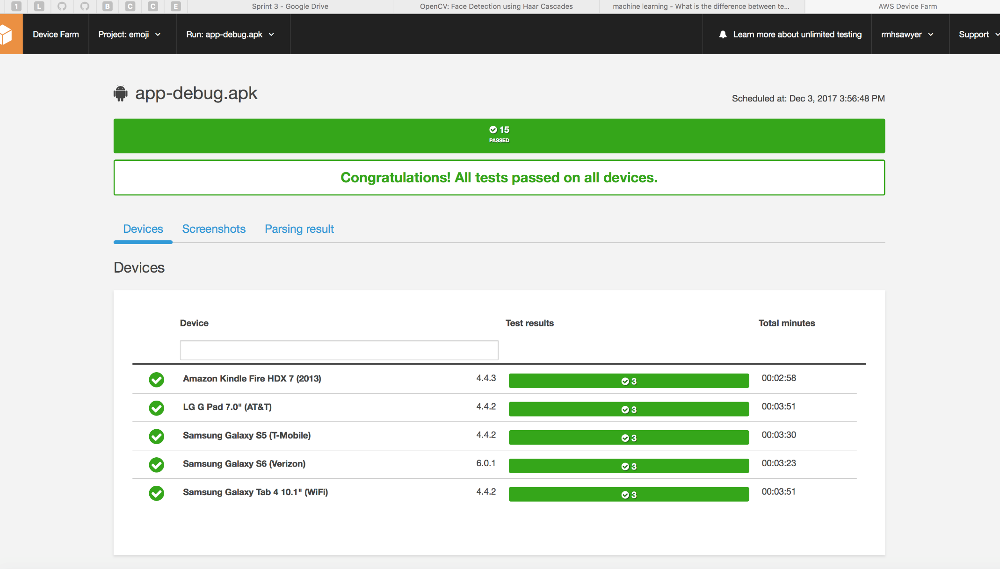 1 L B C C E Sprint 3 - Google Drive OpenCV: Face Detection using Haar Cascades machine learning - What is the difference between te... AWS Device Farm
Device Farm Project: emoji Run: app-debug.apk Learn more about unlimited testing rmhsawyer Support
app-debug.apk
Scheduled at: Dec 3, 2017 3:56:48 PM
15
PASSED
Congratulations! All tests passed on all devices.
Devices Screenshots Parsing result
Devices
Device Test results Total minutes
Amazon Kindle Fire HDX 7 (2013) 4.4.3 3 00:02:58
LG G Pad 7.0" (AT&T) 4.4.2 3 00:03:51
Samsung Galaxy S5 (T-Mobile) 4.4.2 3 00:03:30
Samsung Galaxy S6 (Verizon) 6.0.1 3 00:03:23
Samsung Galaxy Tab 4 10.1" (WiFi) 4.4.2 3 00:03:51